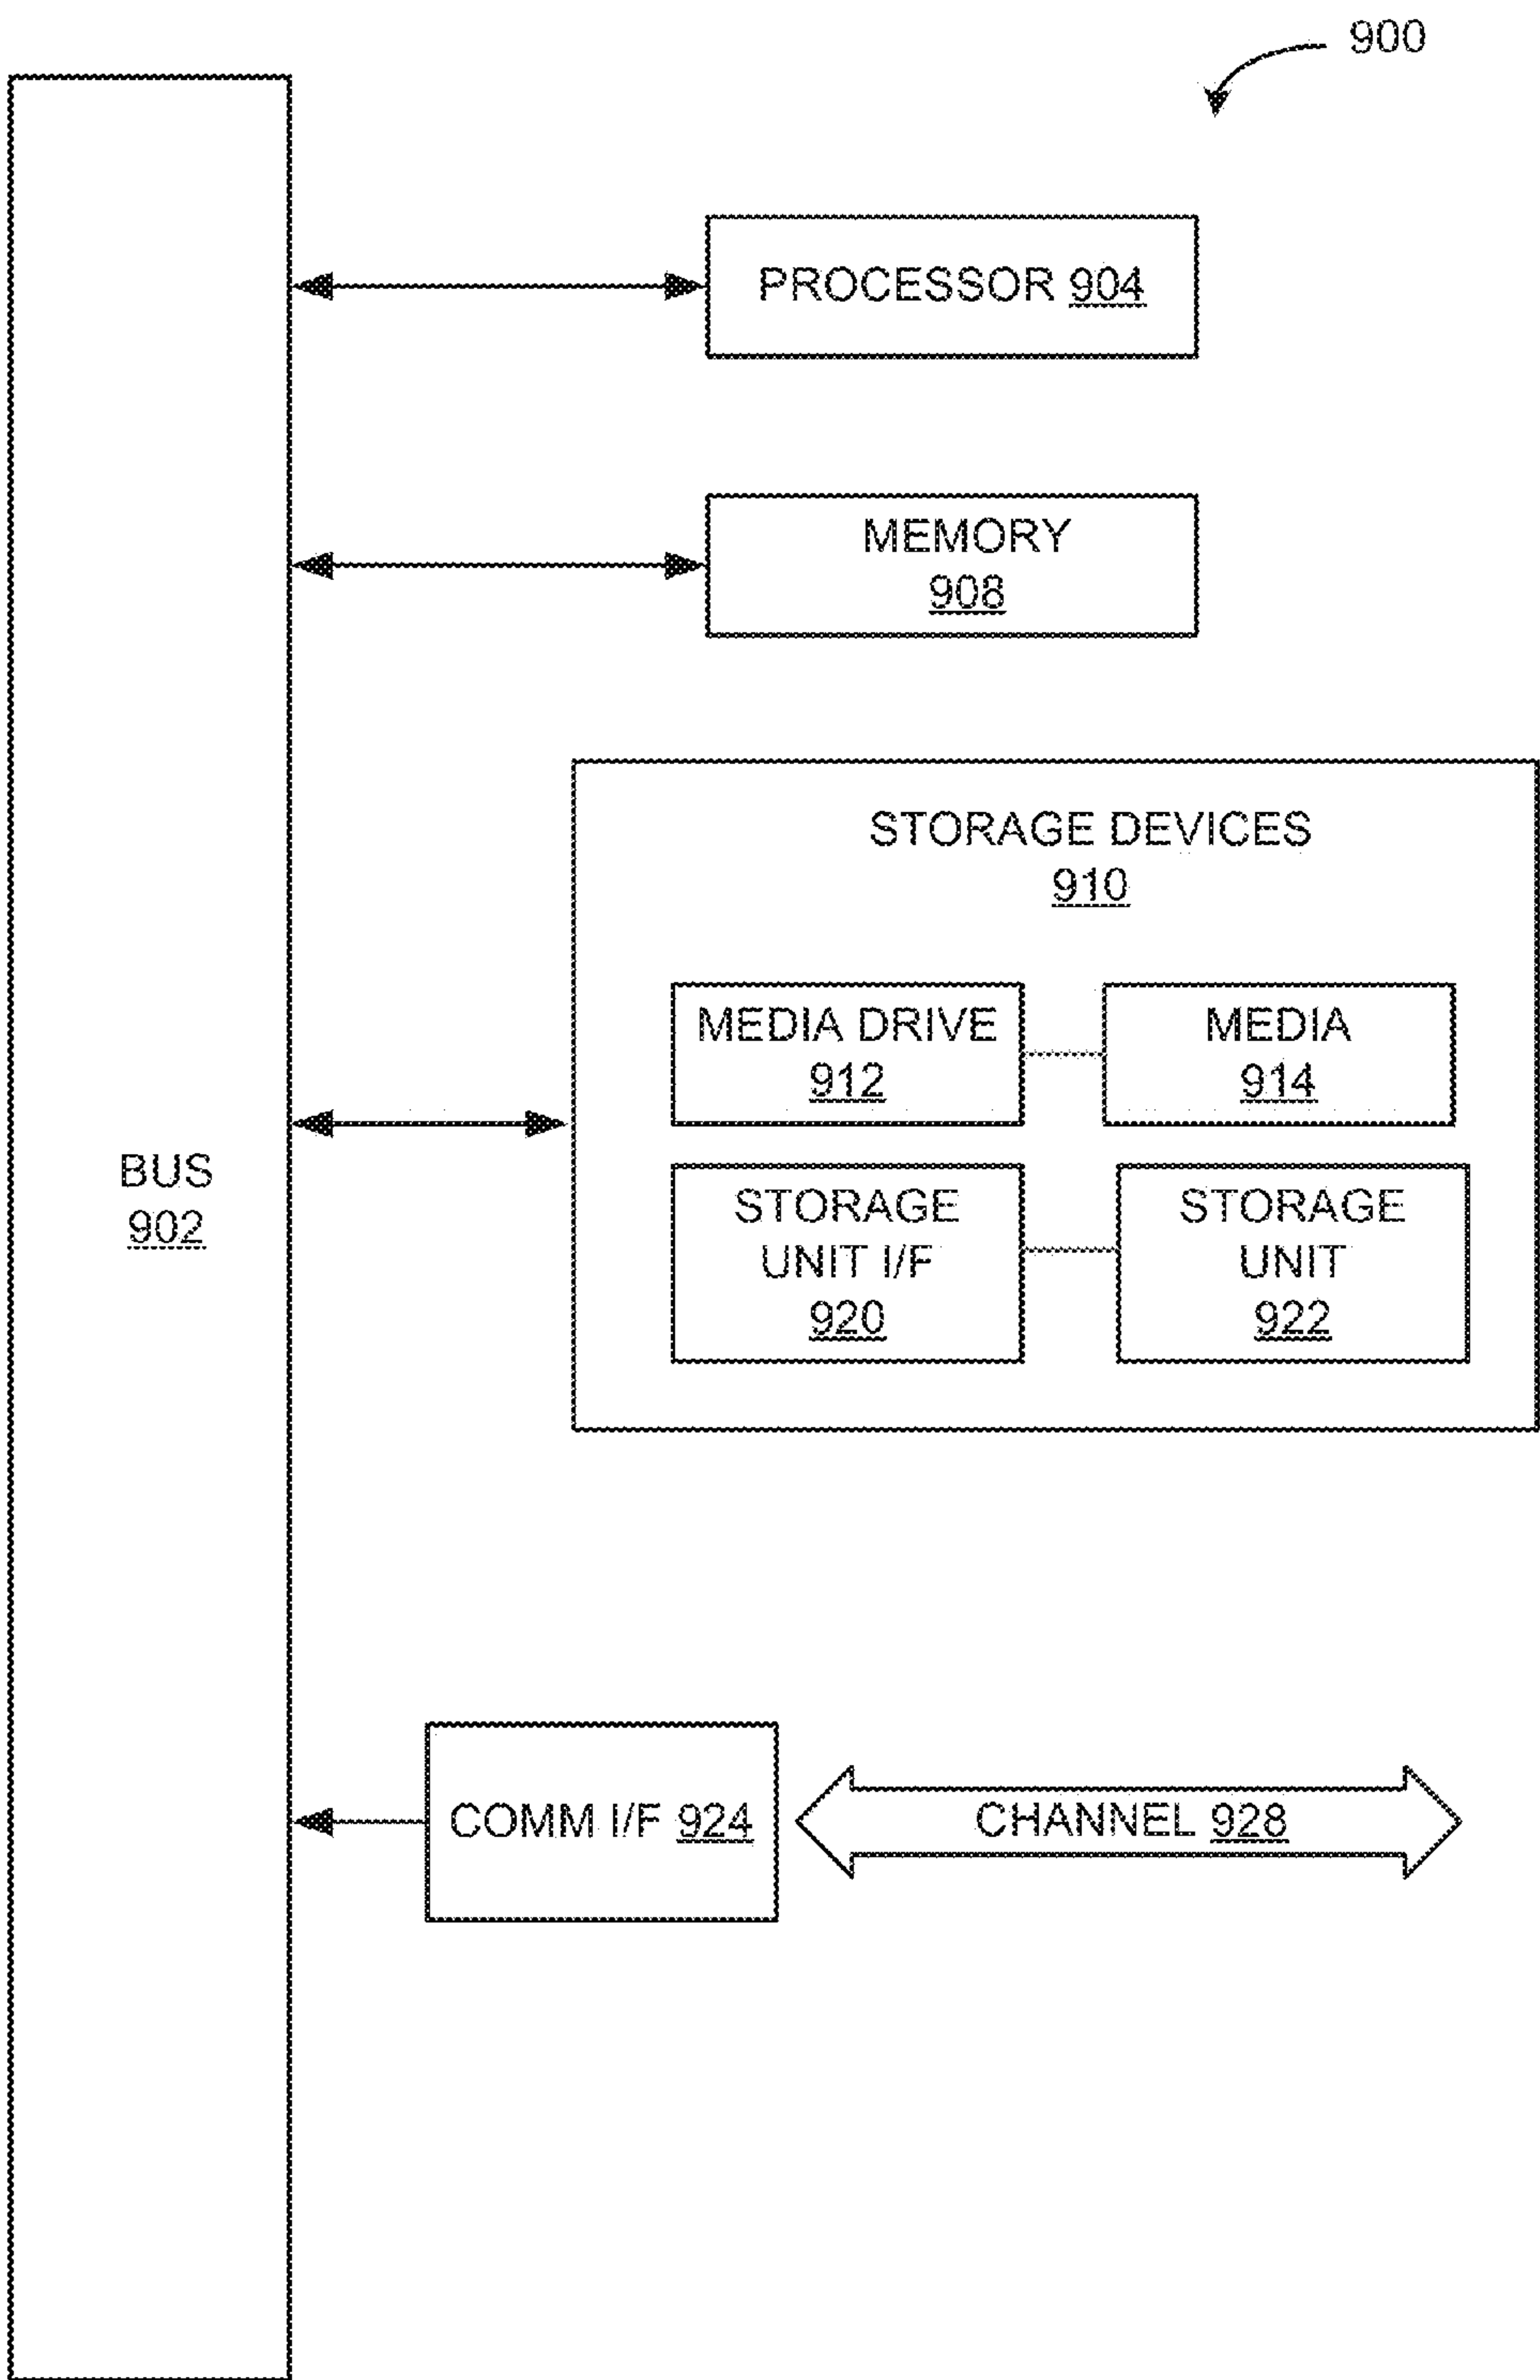 900
PROCESSOR 904
MEMORY
908
STORAGE DEVICES
910
MEDIA DRIVE
912
MEDIA
914
BUS
902
STORAGE
UNIT I/F
920
STORAGE
UNIT
922
COMM I/F 924
CHANNEL 928